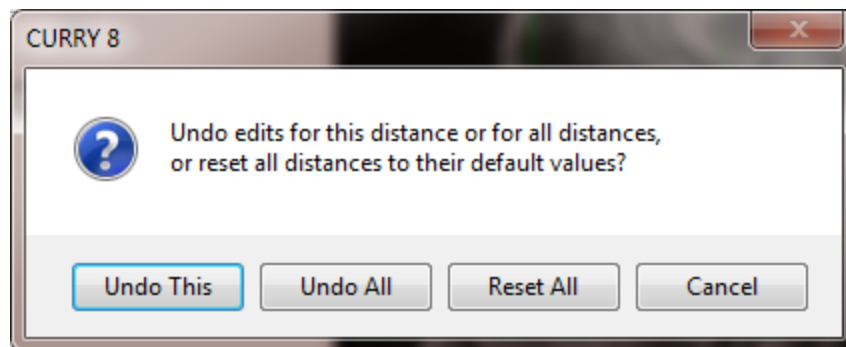 CURRY 8
Undo edits for this distance or for all distances,
or reset all distances to their default values?
Undo This
Undo All
Reset All
Cancel